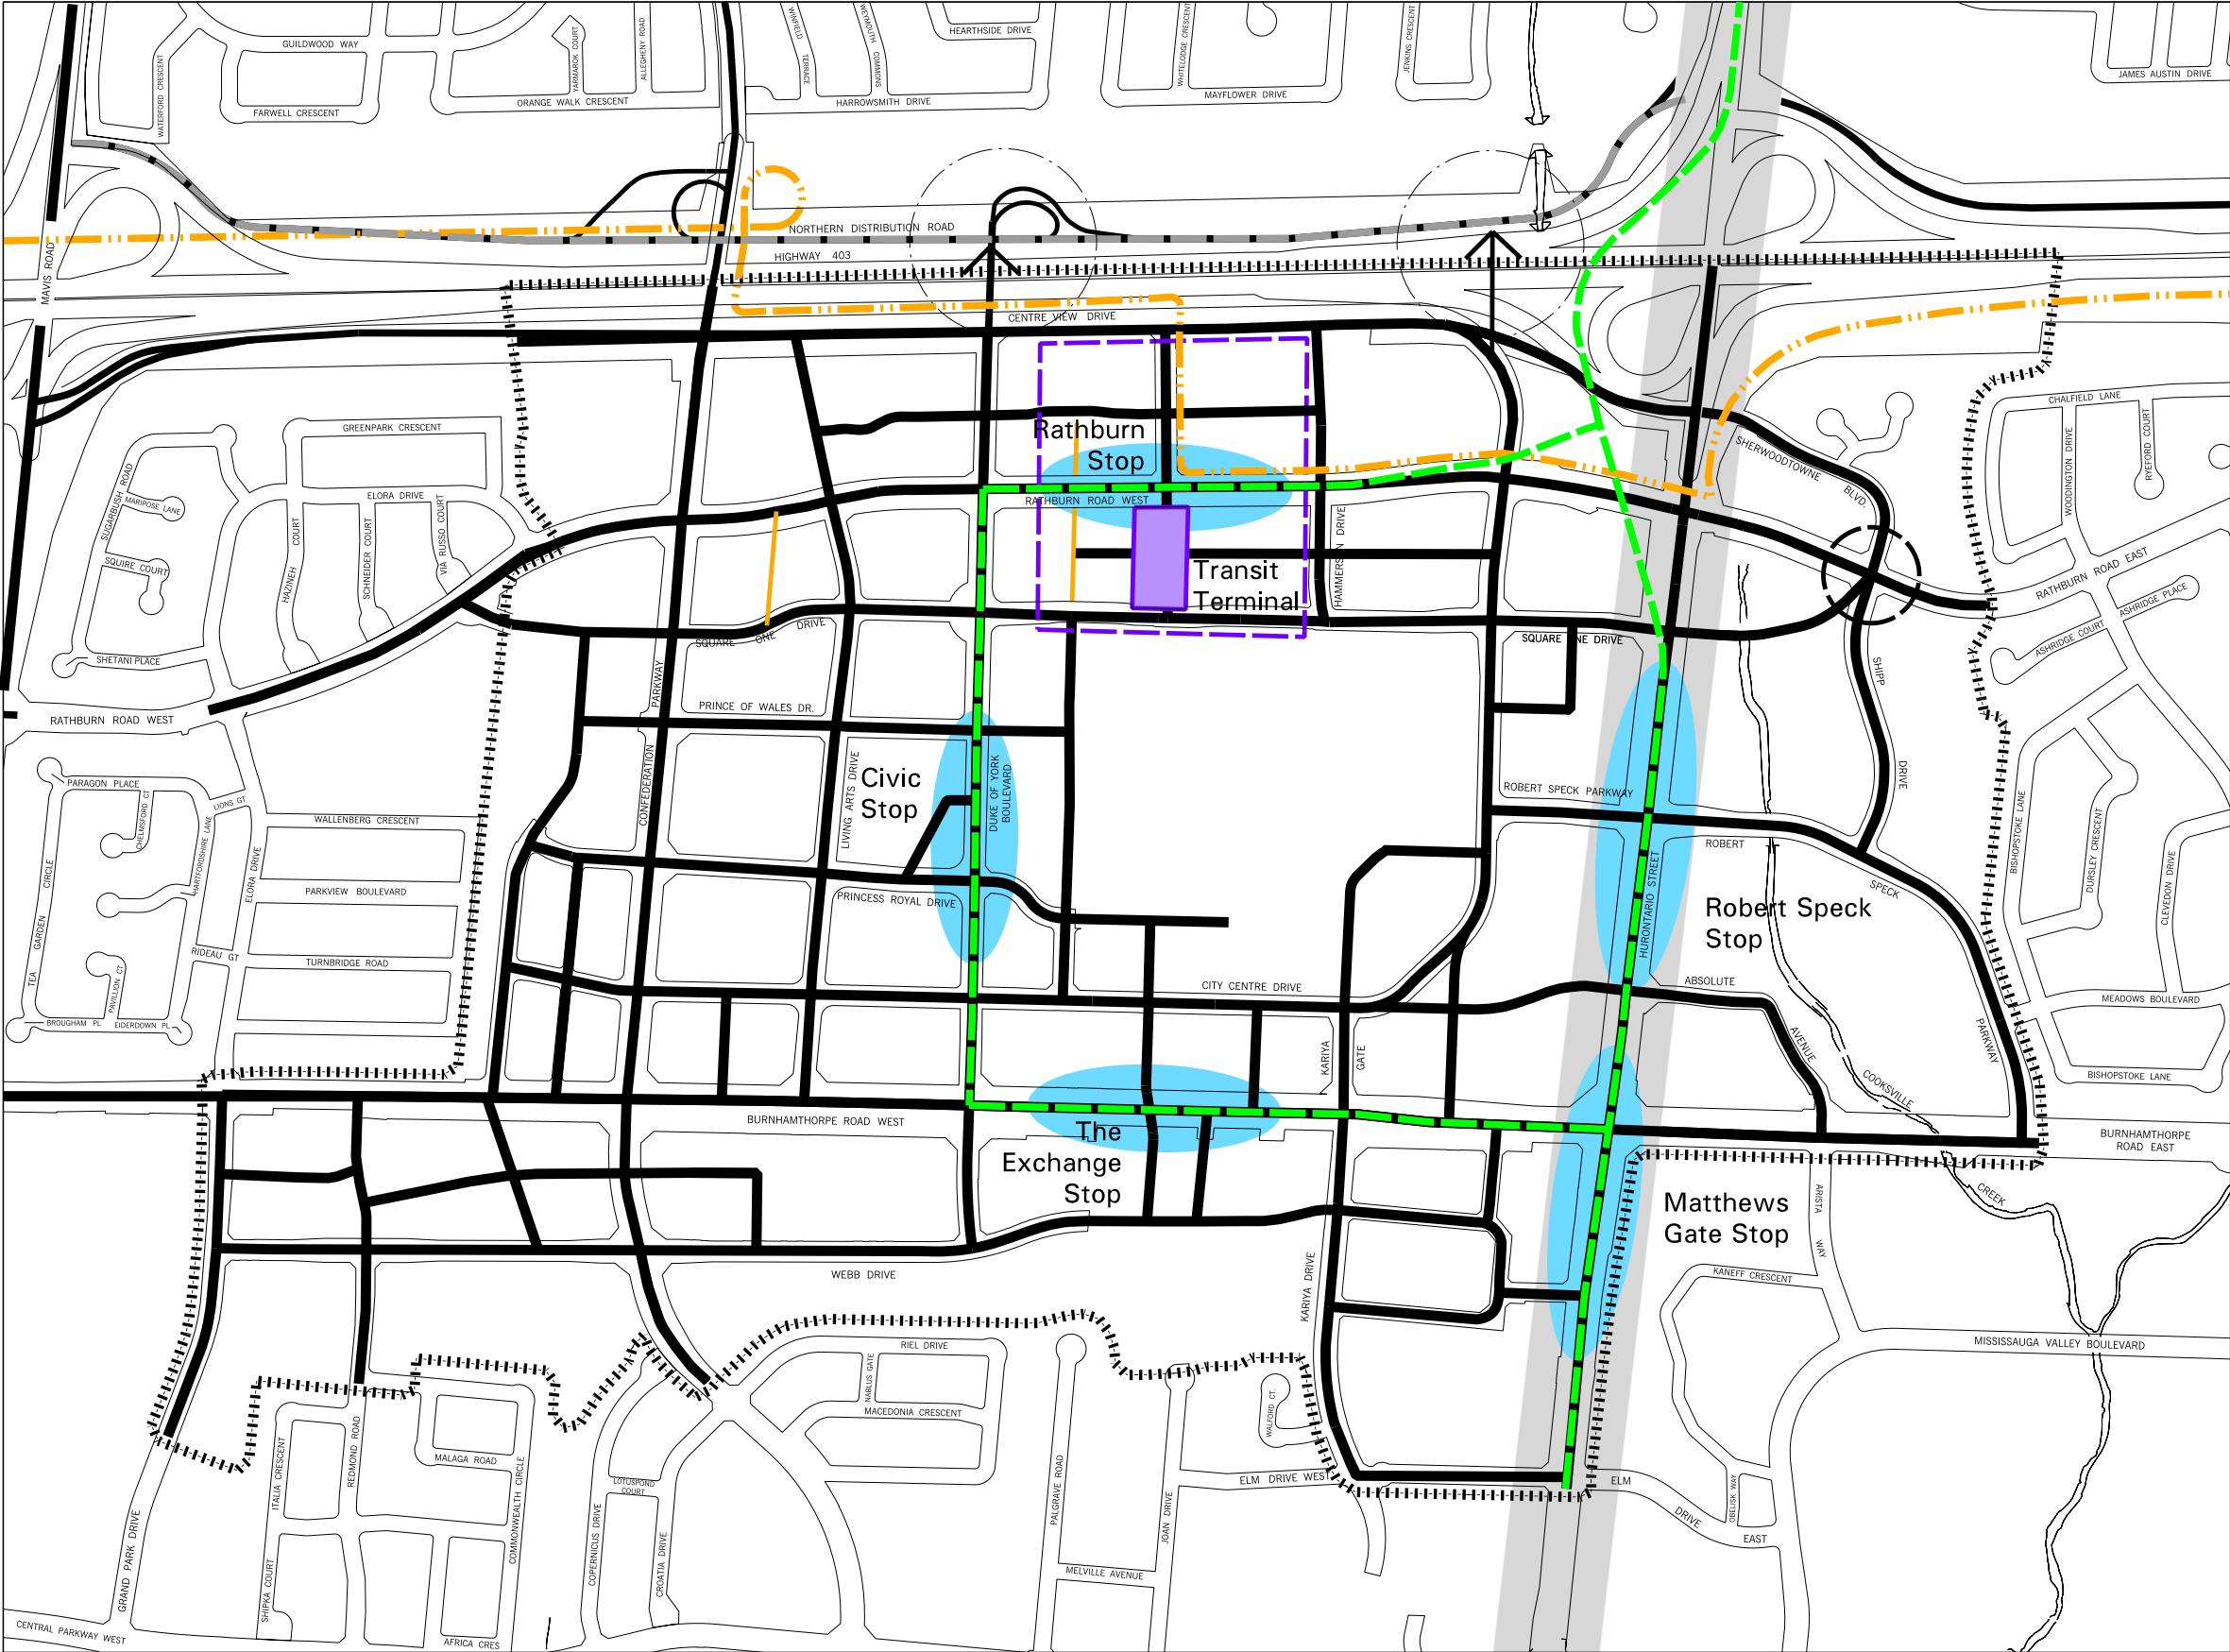 GUILDWOOD WAY
WATERFORD CRESCENT
FARWELL CRESCENT
YARMAROK COURT
ALLEGHENY ROAD
ORANGE WALK CRESCENT
WINFIELD TERRACE
WEYMOUTH COMMONS
HEARTHSIDE DRIVE
HARROWSMITH DRIVE
WHITELODGE CRESCENT
MAYFLOWER DRIVE
JENKINS CRESCENT
JAMES AUSTIN DRIVE
MAVIS ROAD
NORTHERN DISTRIBUTION ROAD
HIGHWAY 403
CENTRE VIEW DRIVE
GREENPARK CRESCENT
ELORA DRIVE
SUGARBUSH ROAD
MARIPOSE LANE
SQUIRE COURT
HAZINEH COURT
SCHNEIDER COURT
VIA RUSSO COURT
SHETANI PLACE
RATHBURN ROAD WEST
Rathburn
Stop
RATHBURN ROAD WEST
Transit
Terminal
HAMMERSON DRIVE
SHERWOODTOWNE BLVD.
CHALFIELD LANE
WOODINGTON DRIVE
RYEFORD COURT
RATHBURN ROAD EAST
ASHRIDGE PLACE
ASHRIDGE COURT
SQUARE ONE DRIVE
SQUARE ONE DRIVE
SHIPP DRIVE
PRINCE OF WALES DR.
CONFEDERATION PARKWAY
LIVING ARTS DRIVE
Civic
Stop
DUKE OF YORK
BOULEVARD
PARAGON PLACE
CHELMSFORD CT
LIONS GT
HARTFORDSHIRE LANE
ELORA DRIVE
WALLENBERG CRESCENT
PARKVIEW BOULEVARD
TURNBRIDGE ROAD
RIDEAU GT
TEA GARDEN CIRCLE
PAVILLION CT
BROUGHAM PL
EIDERDOWN PL
PRINCESS ROYAL DRIVE
CITY CENTRE DRIVE
ROBERT SPECK PARKWAY
ROBERT SPECK PARKWAY
HURONTARIO STREET
Robert Speck
Stop
ABSOLUTE AVENUE
BISHOPSTOKE LANE
DURSLEY CRESCENT
CLEVEDON DRIVE
MEADOWS BOULEVARD
BISHOPSTOKE LANE
KARIYA GATE
COOKSVILLE CREEK
BURNHAMTHORPE ROAD WEST
The
Exchange
Stop
BURNHAMTHORPE
ROAD EAST
Matthews
Gate Stop
ARISTA WAY
KANEFF CRESCENT
MISSISSAUGA VALLEY BOULEVARD
WEBB DRIVE
KARIYA DRIVE
RIEL DRIVE
NABLUS GATE
MACEDONIA CRESCENT
WALFORD CT.
ELM DRIVE WEST
ELM DRIVE EAST
OBELISK WAY
PALGRAVE ROAD
JOAN DRIVE
MELVILLE AVENUE
LOTUSPOND
COURT
COPERNICUS DRIVE
CROATIA DRIVE
COMMONWEALTH CIRCLE
MALAGA ROAD
REDMOND ROAD
ITALIA CRESCENT
SHIPKA COURT
GRAND PARK DRIVE
CENTRAL PARKWAY WEST
AFRICA CRES